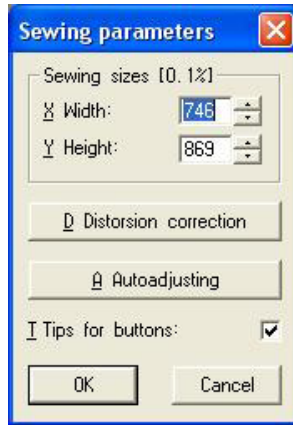 Sewing parameters
Sewing sizes [0.1%]
X Width: 746
Y Height: 869
D Distorsion correction
A Autoadjusting
T Tips for buttons:
OK Cancel